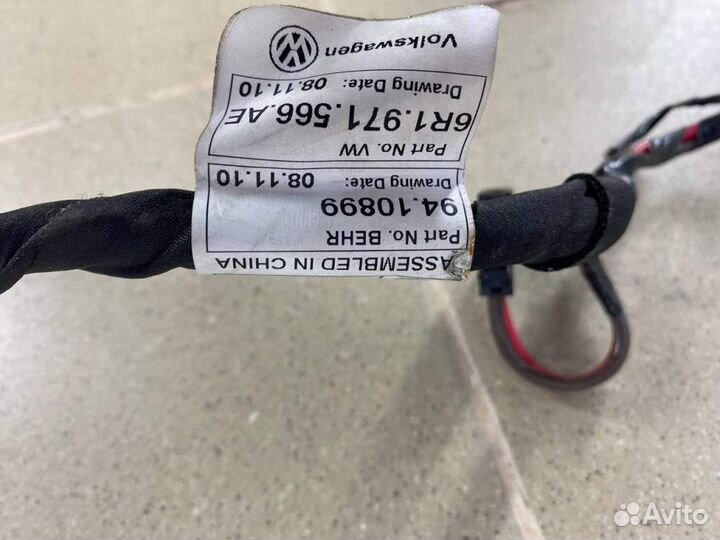 ASSEMBLED IN CHINA
Part No. BEHR
94.10899
Drawing Date: 08.11.10
Part No. VW
6R1.971.566.AE
Drawing Date: 08.11.10
Volkswagen
Avito